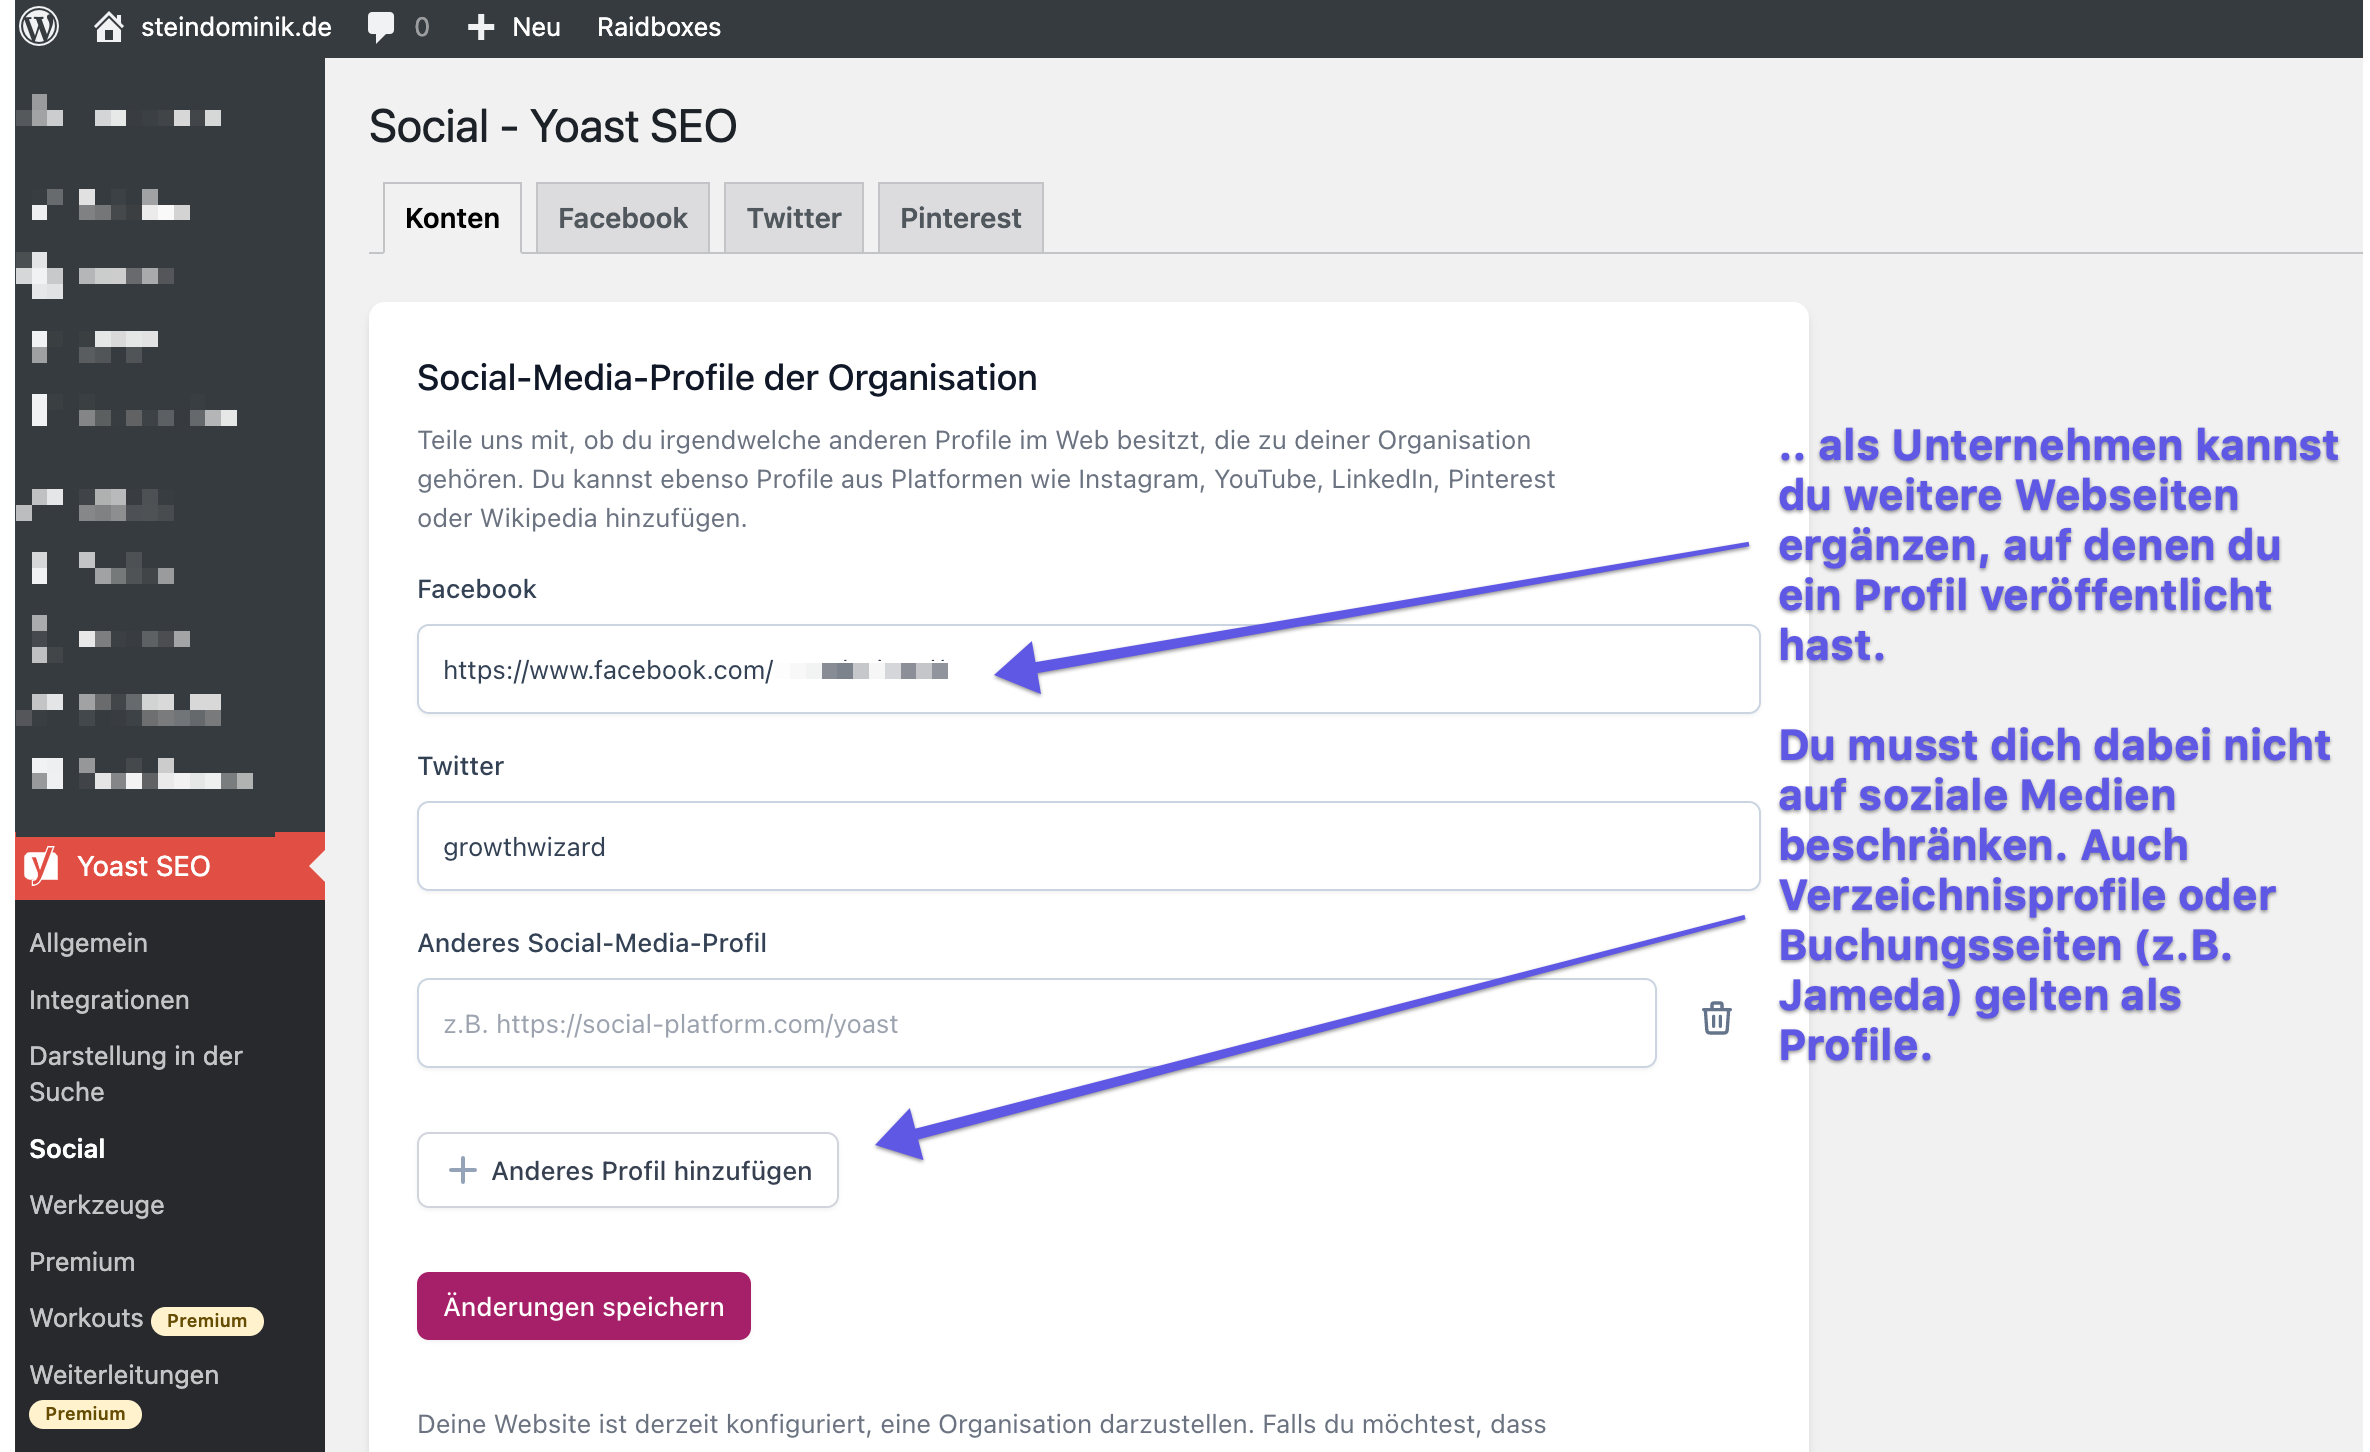 steindominik.de 0 Neu Raidboxes
Social - Yoast SEO
Konten Facebook Twitter Pinterest
Social-Media-Profile der Organisation
Teile uns mit, ob du irgendwelche anderen Profile im Web besitzt, die zu deiner Organisation
gehören. Du kannst ebenso Profile aus Platformen wie Instagram, YouTube, LinkedIn, Pinterest
oder Wikipedia hinzufügen.
Facebook
https://www.facebook.com/
Twitter
growthwizard
Anderes Social-Media-Profil
z.B. https://social-platform.com/yoast
Anderes Profil hinzufügen
Änderungen speichern
Deine Website ist derzeit konfiguriert, eine Organisation darzustellen. Falls du möchtest, dass
.. als Unternehmen kannst
du weitere Webseiten
ergänzen, auf denen du
ein Profil veröffentlicht
hast.
Du musst dich dabei nicht
auf soziale Medien
beschränken. Auch
Verzeichnisprofile oder
Buchungsseiten (z.B.
Jameda) gelten als
Profile.
Yoast SEO
Allgemein
Integrationen
Darstellung in der
Suche
Social
Werkzeuge
Premium
Workouts Premium
Weiterleitungen
Premium